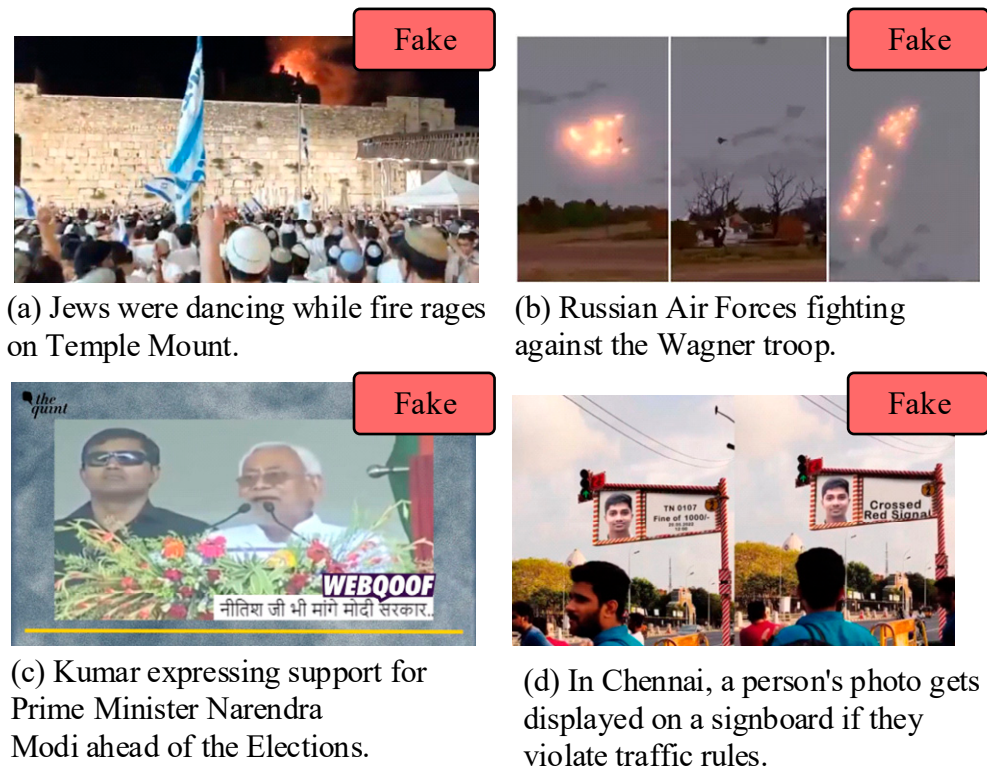 Fake
Fake
(a) Jews were dancing while fire rages
on Temple Mount.
(b) Russian Air Forces fighting
against the Wagner troop.
the
quint
Fake
WEBQOOF
नीतिश जी भी मांगे मोदी सरकार..
Fake
TN 0107
Fine of 1000/-
Crossed
Red Signal
(c) Kumar expressing support for
Prime Minister Narendra
Modi ahead of the Elections.
(d) In Chennai, a person's photo gets
displayed on a signboard if they
violate traffic rules.